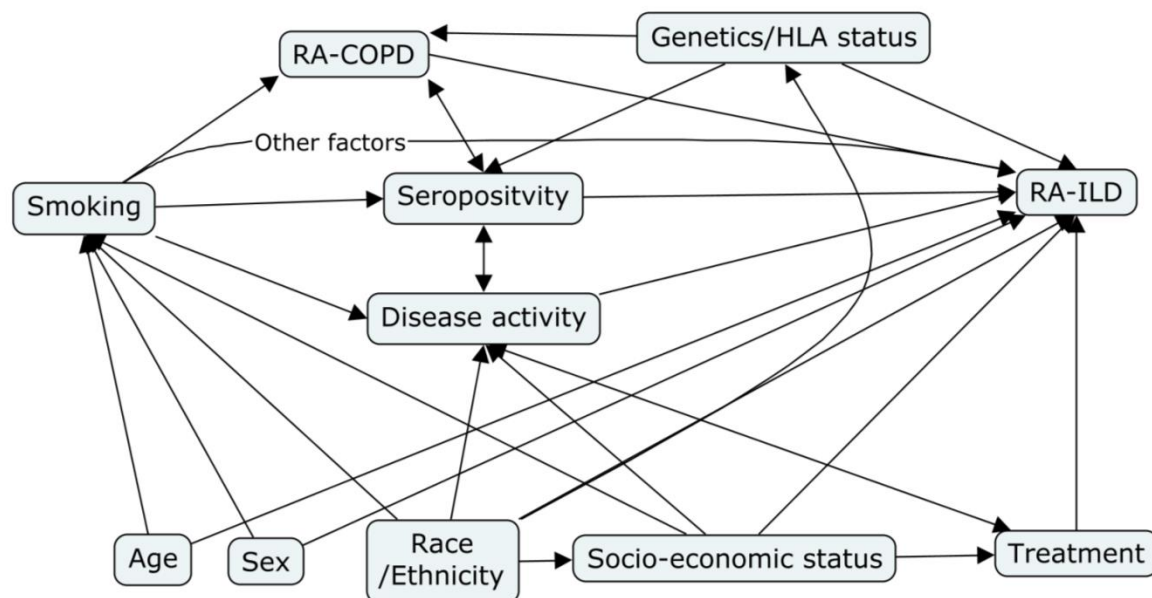 Genetics/HLA status
RA-COPD
Other factors
Smoking
Seropositvity
RA-ILD
Disease activity
Age
Sex
Race
/Ethnicity
Socio-economic status
Treatment